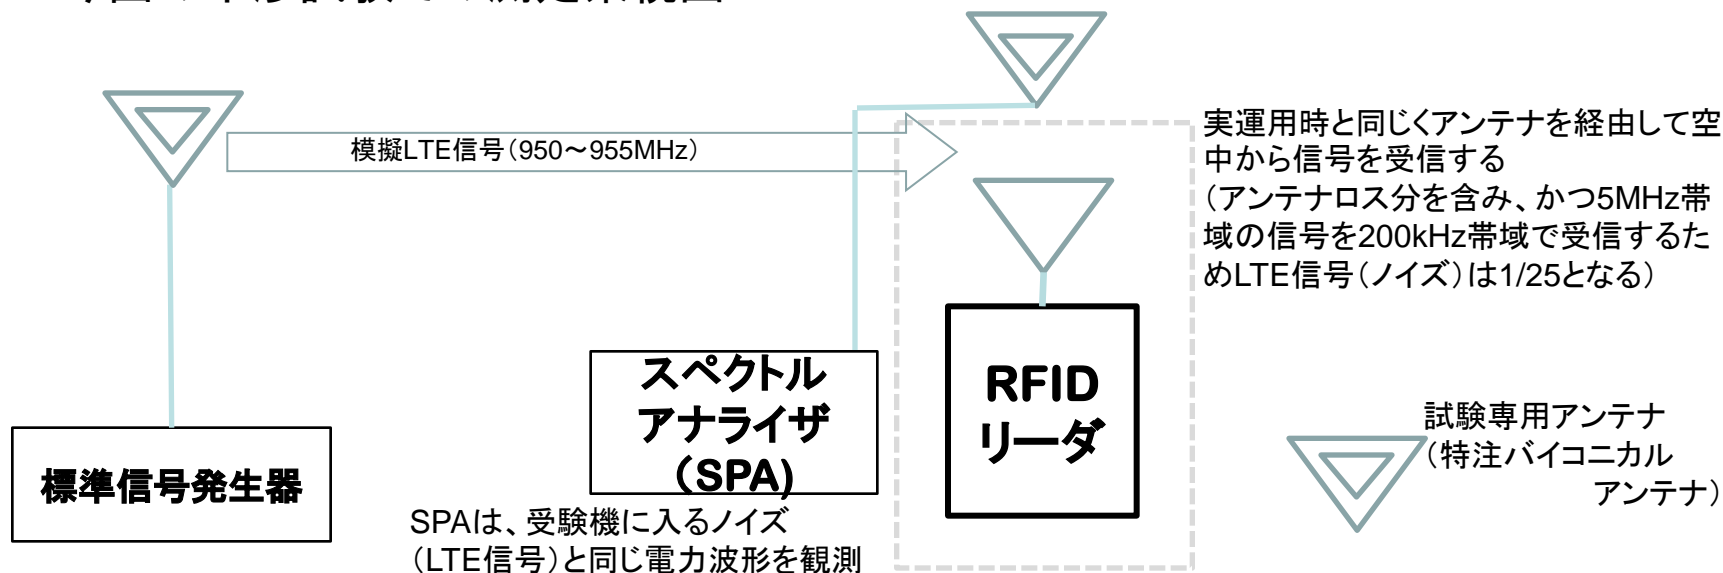 模擬LTE信号（950～955MHz）
実運用時と同じくアンテナを経由して空
中から信号を受信する
（アンテナロス分を含み、かつ5MHz帯
域の信号を200kHz帯域で受信するた
めLTE信号（ノイズ）は1/25となる）
スペクトル
アナライザ
（SPA）
RFID
リーダ
標準信号発生器
試験専用アンテナ
（特注バイコニカル
アンテナ）
SPAは、受験機に入るノイズ
（LTE信号）と同じ電力波形を観測